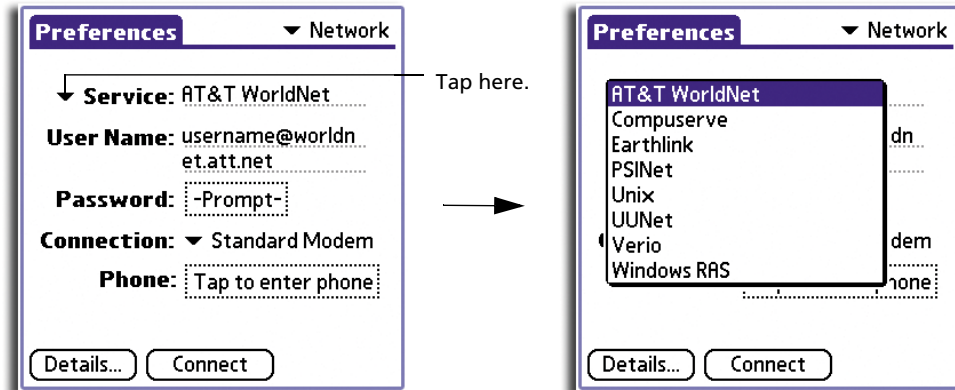 Preferences
Network
Tap here.
Service: AT&T WorldNet
User Name: username@worldn
et.att.net
Password: -Prompt-
Connection: Standard Modem
Phone: Tap to enter phone
Details... Connect
Preferences
Network
AT&T WorldNet
Compuserve
Earthlink
PSINet
Unix
UUNet
Verio
Windows RAS
dn
dem
hone
Details... Connect